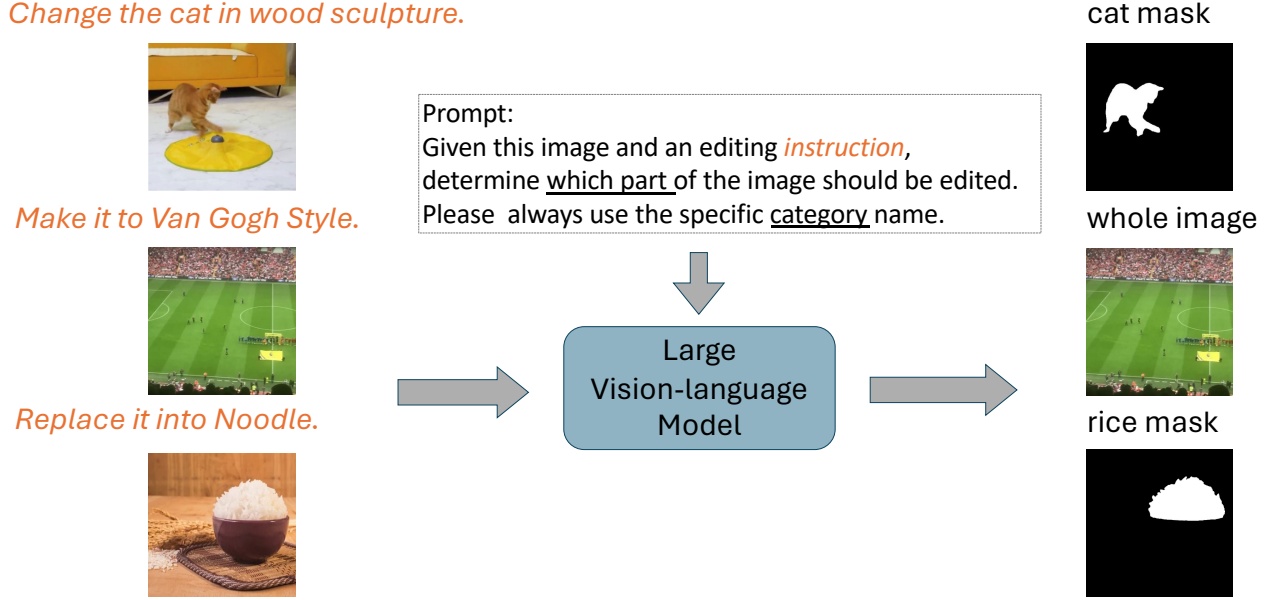 Change the cat in wood sculpture.
Make it to Van Gogh Style.
Replace it into Noodle.
Prompt:
Given this image and an editing instruction,
determine which part of the image should be edited.
Please always use the specific category name.
Large
Vision-language
Model
cat mask
whole image
rice mask